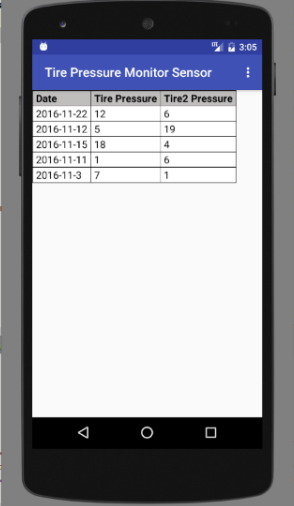 3:05
Tire Pressure Monitor Sensor
Date Tire Pressure Tire2 Pressure
2016-11-22 12 6
2016-11-12 5 19
2016-11-15 18 4
2016-11-11 1 6
2016-11-3 7 1